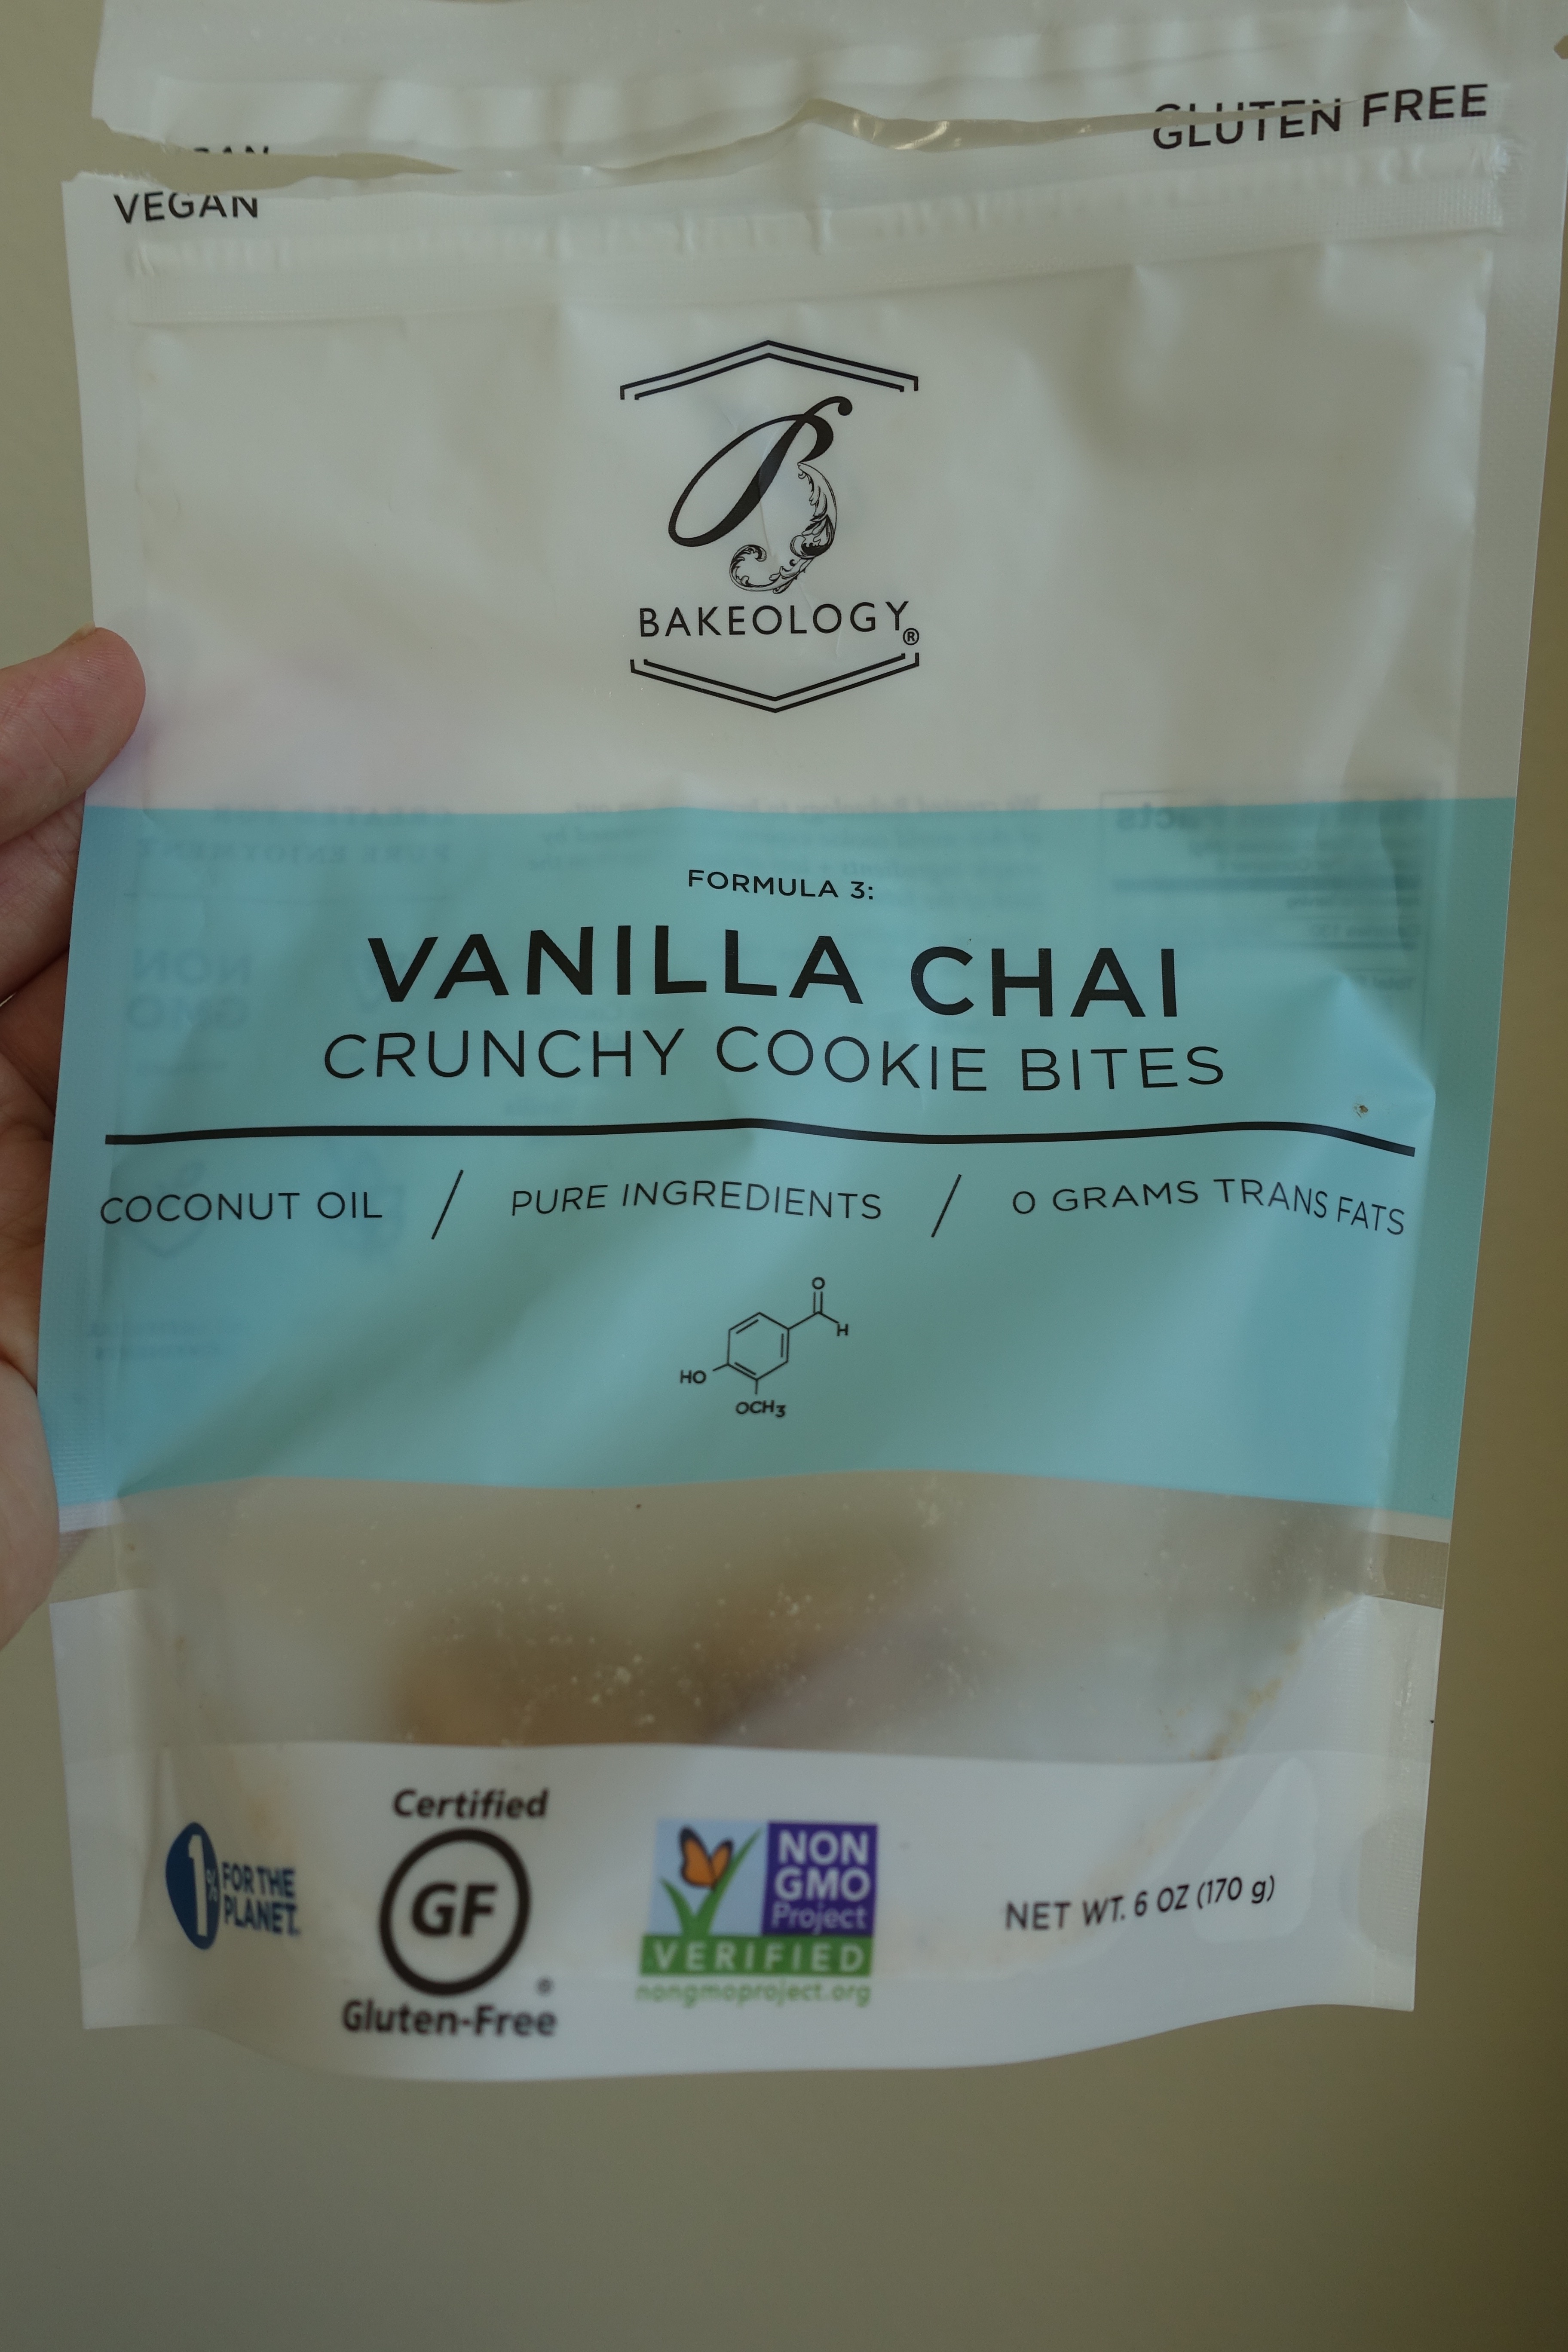 GLUTEN FREE
VEGAN
B
BAKEOLOGY®
FORMULA 3:
VANILLA CHAI
CRUNCHY COOKIE BITES
COCONUT OIL / PURE INGREDIENTS / 0 GRAMS TRANS FATS
O
H
HO
OCH3
1% FOR THE
PLANET.
Certified
GF
Gluten-Free
NON
GMO
Project
VERIFIED
nongmoproject.org
NET WT. 6 OZ (170 g)